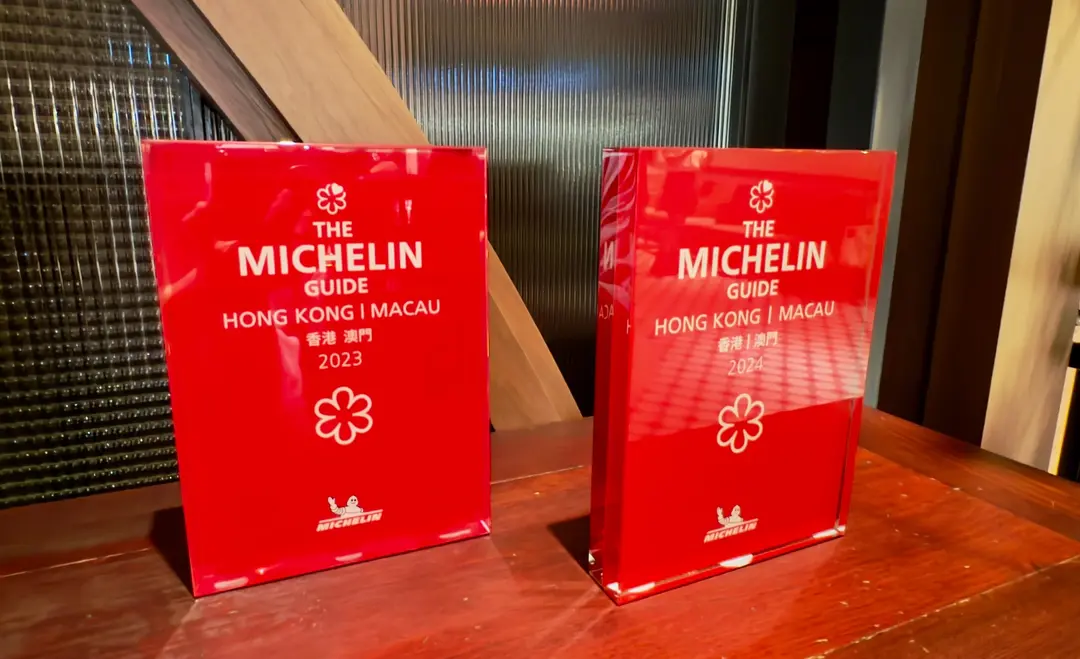 THE
MICHELIN
GUIDE
HONG KONG | MACAU
香港 澳門
2023
MICHELIN
THE
MICHELIN
GUIDE
HONG KONG | MACAU
香港 | 澳門
2024
MICHELIN